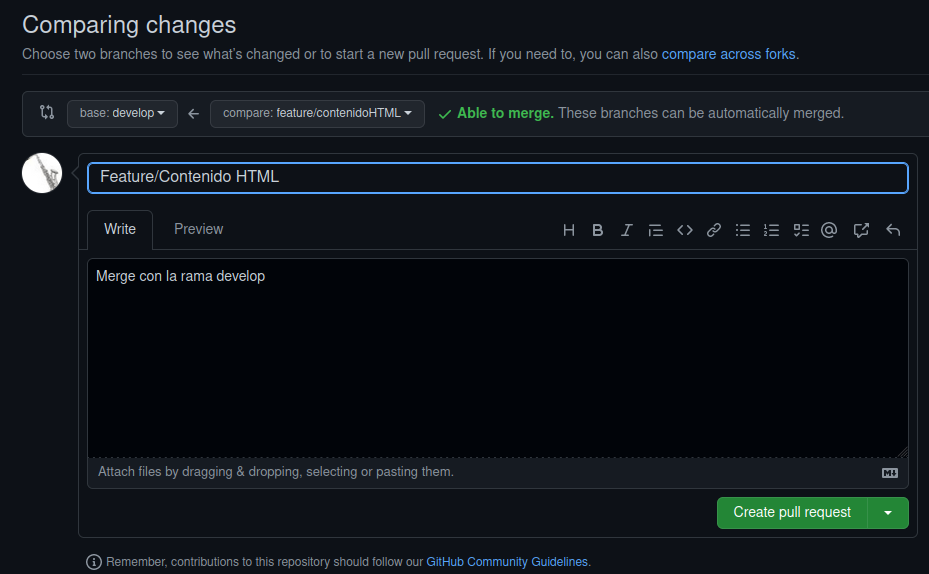 Comparing changes
Choose two branches to see what's changed or to start a new pull request. If you need to, you can also compare across forks.
base: develop compare: feature/contenidoHTML Able to merge. These branches can be automatically merged.
Feature/Contenido HTML
Write Preview
Merge con la rama develop
Attach files by dragging & dropping, selecting or pasting them.
Create pull request
Remember, contributions to this repository should follow our GitHub Community Guidelines.